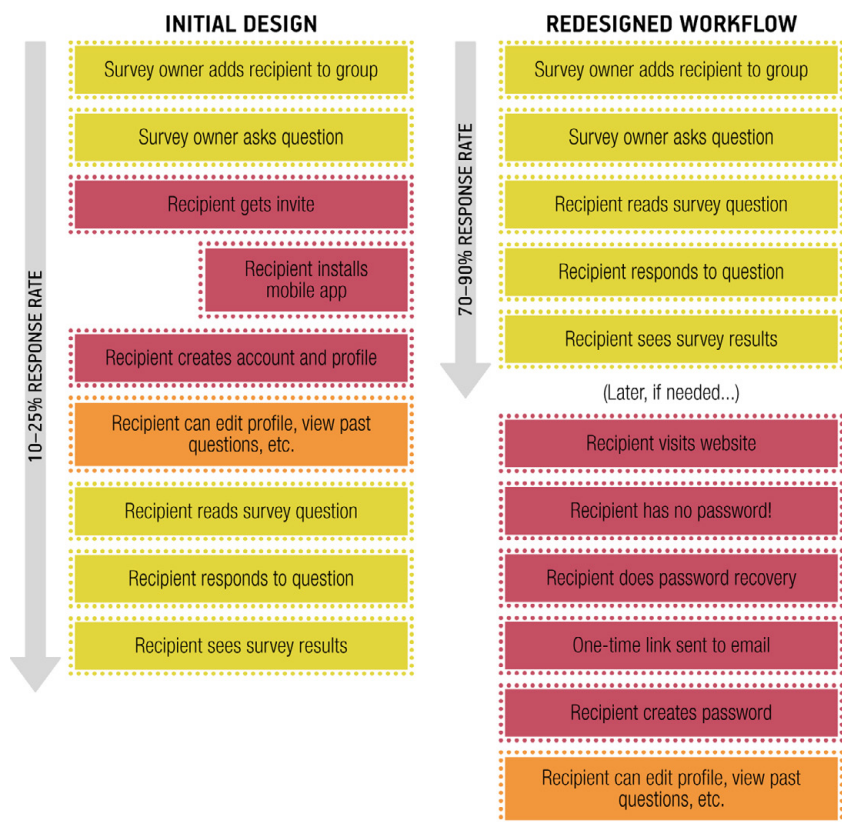 INITIAL DESIGN
10–25% RESPONSE RATE
Survey owner adds recipient to group
Survey owner asks question
Recipient gets invite
Recipient installs
mobile app
Recipient creates account and profile
Recipient can edit profile, view past
questions, etc.
Recipient reads survey question
Recipient responds to question
Recipient sees survey results
REDESIGNED WORKFLOW
70–90% RESPONSE RATE
Survey owner adds recipient to group
Survey owner asks question
Recipient reads survey question
Recipient responds to question
Recipient sees survey results
(Later, if needed...)
Recipient visits website
Recipient has no password!
Recipient does password recovery
One-time link sent to email
Recipient creates password
Recipient can edit profile, view past
questions, etc.